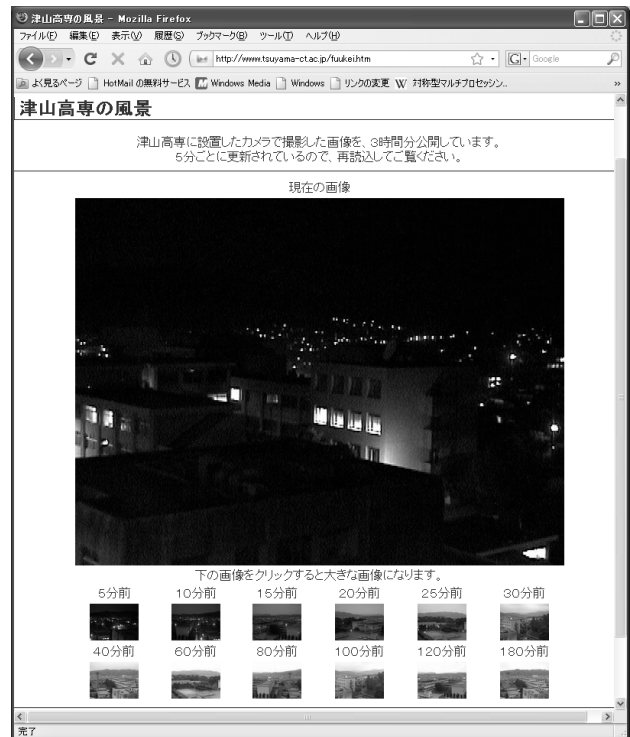 津山高専の風景 - Mozilla Firefox
ファイル(F) 編集(E) 表示(V) 履歴(S) ブックマーク(B) ツール(T) ヘルプ(H)
http://www.tsuyama-ct.ac.jp/fuukei.htm G Google
よく見るページ HotMail の無料サービス Windows Media Windows リンクの変更 W 対称型マルチプロセッシン.. »
津山高専の風景
津山高専に設置したカメラで撮影した画像を、3時間分公開しています。
5分ごとに更新されているので、再読込してご覧ください。
現在の画像
下の画像をクリックすると大きな画像になります。
5分前 10分前 15分前 20分前 25分前 30分前
40分前 60分前 80分前 100分前 120分前 180分前
完了